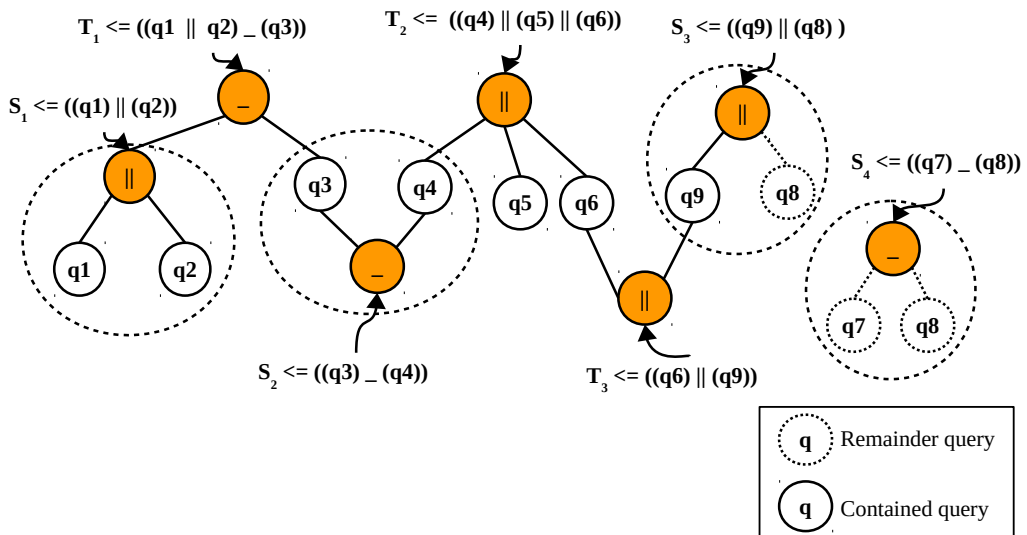 T1 <= ((q1 || q2) _ (q3))
T2 <= ((q4) || (q5) || (q6))
S3 <= ((q9) || (q8) )
S1 <= ((q1) || (q2))
_
||
||
S4 <= ((q7) _ (q8))
||
q3
q4
q5
q6
q9
q8
q1
q2
_
_
||
q7
q8
S2 <= ((q3) _ (q4))
T3 <= ((q6) || (q9))
q Remainder query
q Contained query